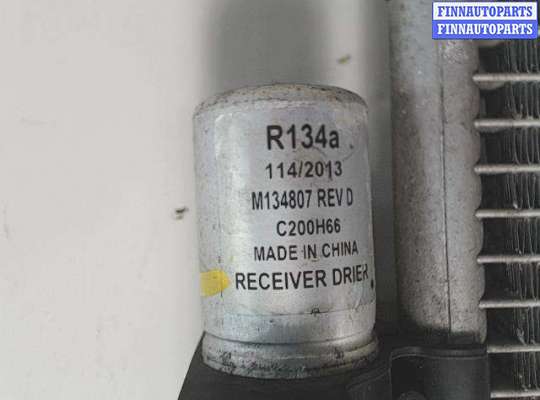 FINNAUTOPARTS
FINNAUTOPARTS
R134a
114/2013
M134807 REV D
C200H66
MADE IN CHINA
RECEIVER DRIER